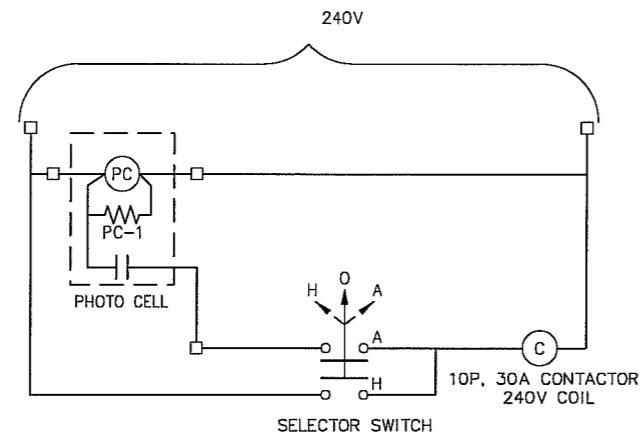 240V
PC
PC-1
PHOTO CELL
H O A
A
H
C
10P, 30A CONTACTOR
240V COIL
SELECTOR SWITCH